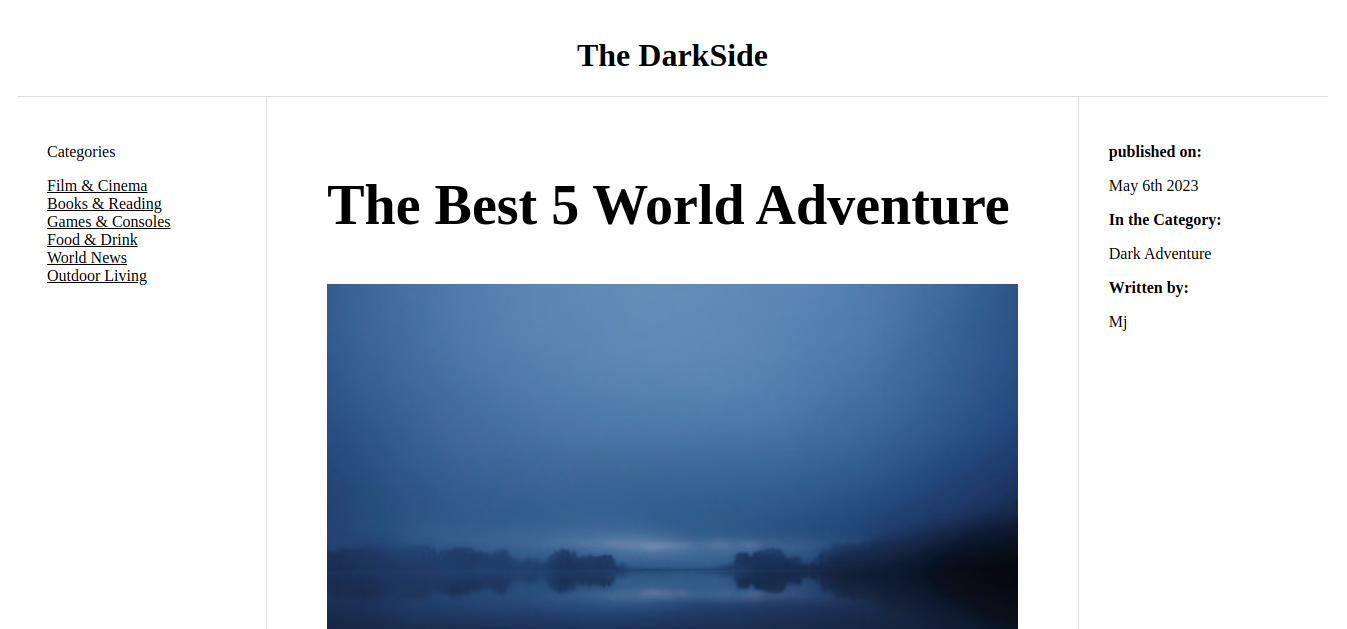 The DarkSide
Categories
Film & Cinema
Books & Reading
Games & Consoles
Food & Drink
World News
Outdoor Living
The Best 5 World Adventure
published on:
May 6th 2023
In the Category:
Dark Adventure
Written by:
Mj